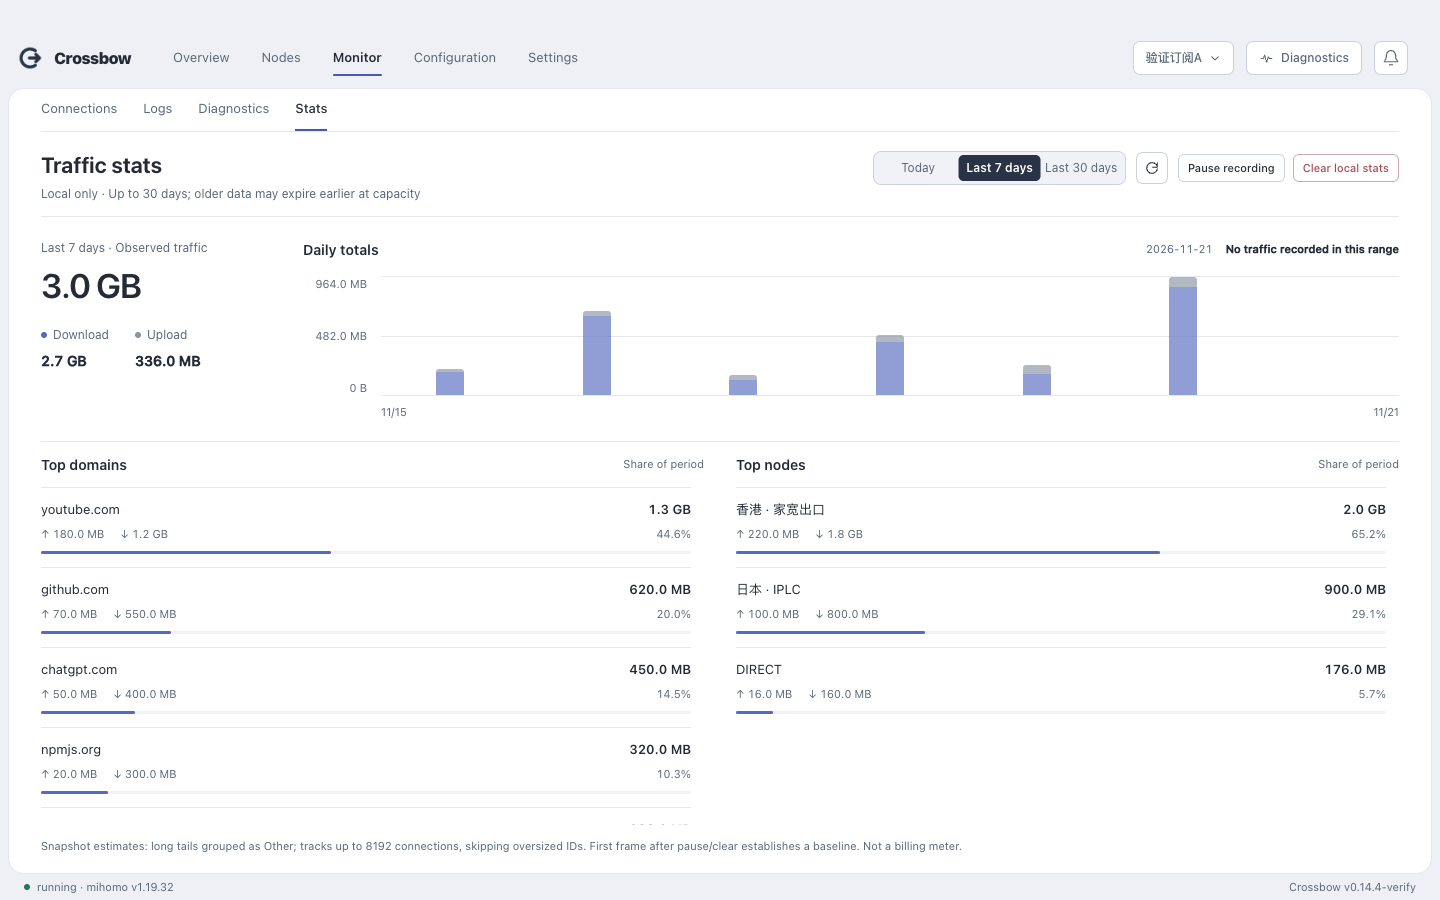 Crossbow Overview Nodes Monitor Configuration Settings 验证订阅A Diagnostics
Connections Logs Diagnostics Stats
Traffic stats
Local only · Up to 30 days; older data may expire earlier at capacity
Today Last 7 days Last 30 days Pause recording Clear local stats
Last 7 days · Observed traffic
3.0 GB
Download Upload
2.7 GB 336.0 MB
Daily totals 2026-11-21 No traffic recorded in this range
964.0 MB
482.0 MB
0 B
11/15 11/21
Top domains Share of period
youtube.com 1.3 GB
↑ 180.0 MB ↓ 1.2 GB 44.6%
github.com 620.0 MB
↑ 70.0 MB ↓ 550.0 MB 20.0%
chatgpt.com 450.0 MB
↑ 50.0 MB ↓ 400.0 MB 14.5%
npmjs.org 320.0 MB
↑ 20.0 MB ↓ 300.0 MB 10.3%
Top nodes Share of period
香港 · 家宽出口 2.0 GB
↑ 220.0 MB ↓ 1.8 GB 65.2%
日本 · IPLC 900.0 MB
↑ 100.0 MB ↓ 800.0 MB 29.1%
DIRECT 176.0 MB
↑ 16.0 MB ↓ 160.0 MB 5.7%
Snapshot estimates: long tails grouped as Other; tracks up to 8192 connections, skipping oversized IDs. First frame after pause/clear establishes a baseline. Not a billing meter.
running · mihomo v1.19.32 Crossbow v0.14.4-verify